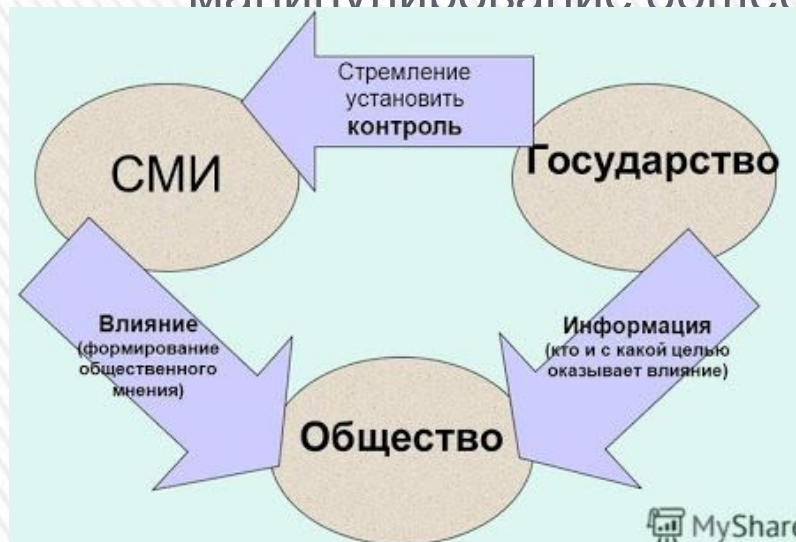 Стремление
установить
контроль
СМИ
Государство
Влияние
(формирование
общественного
мнения)
Информация
(кто и с какой целью
оказывает влияние)
Общество
MyShare